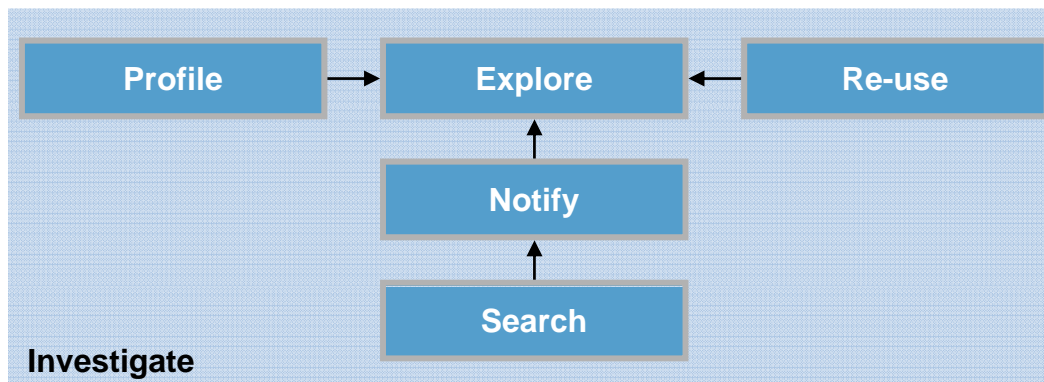 Profile
Explore
Re-use
Notify
Search
Investigate